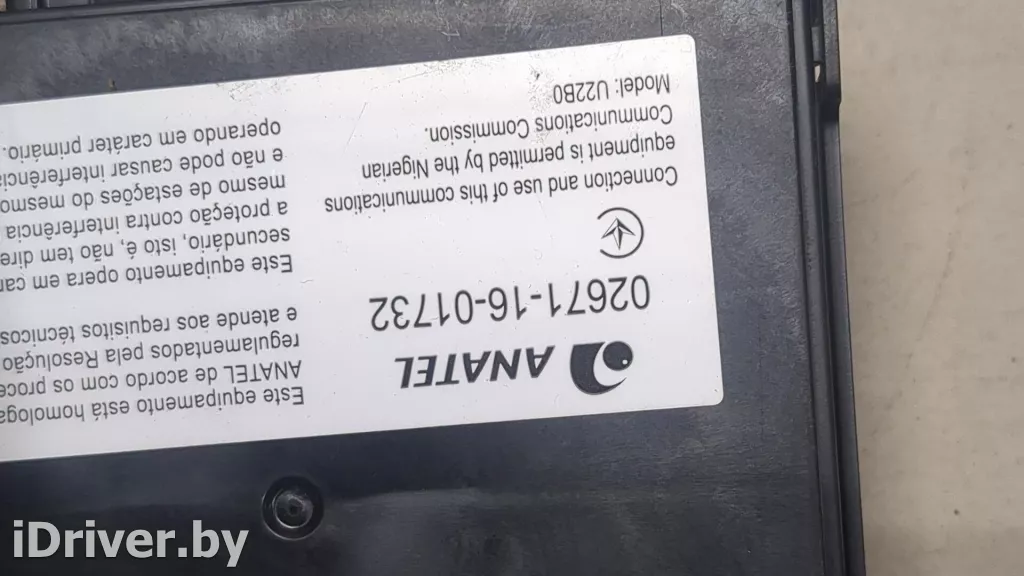 ANATEL
02671-16-01732
Connection and use of this communications
equipment is permitted by the Nigerian
Communications Commission.
Model: U22B0
Este equipamento está
ANATEL de acordo com os
regulamentados pela Resolução
e atende aos requisitos técnicos
Este equipamento opera em
secundário, isto é, não tem
a proteção contra interferência
mesmo de estações do mesmo
e não pode causar
operando em caráter primário.
iDriver.by